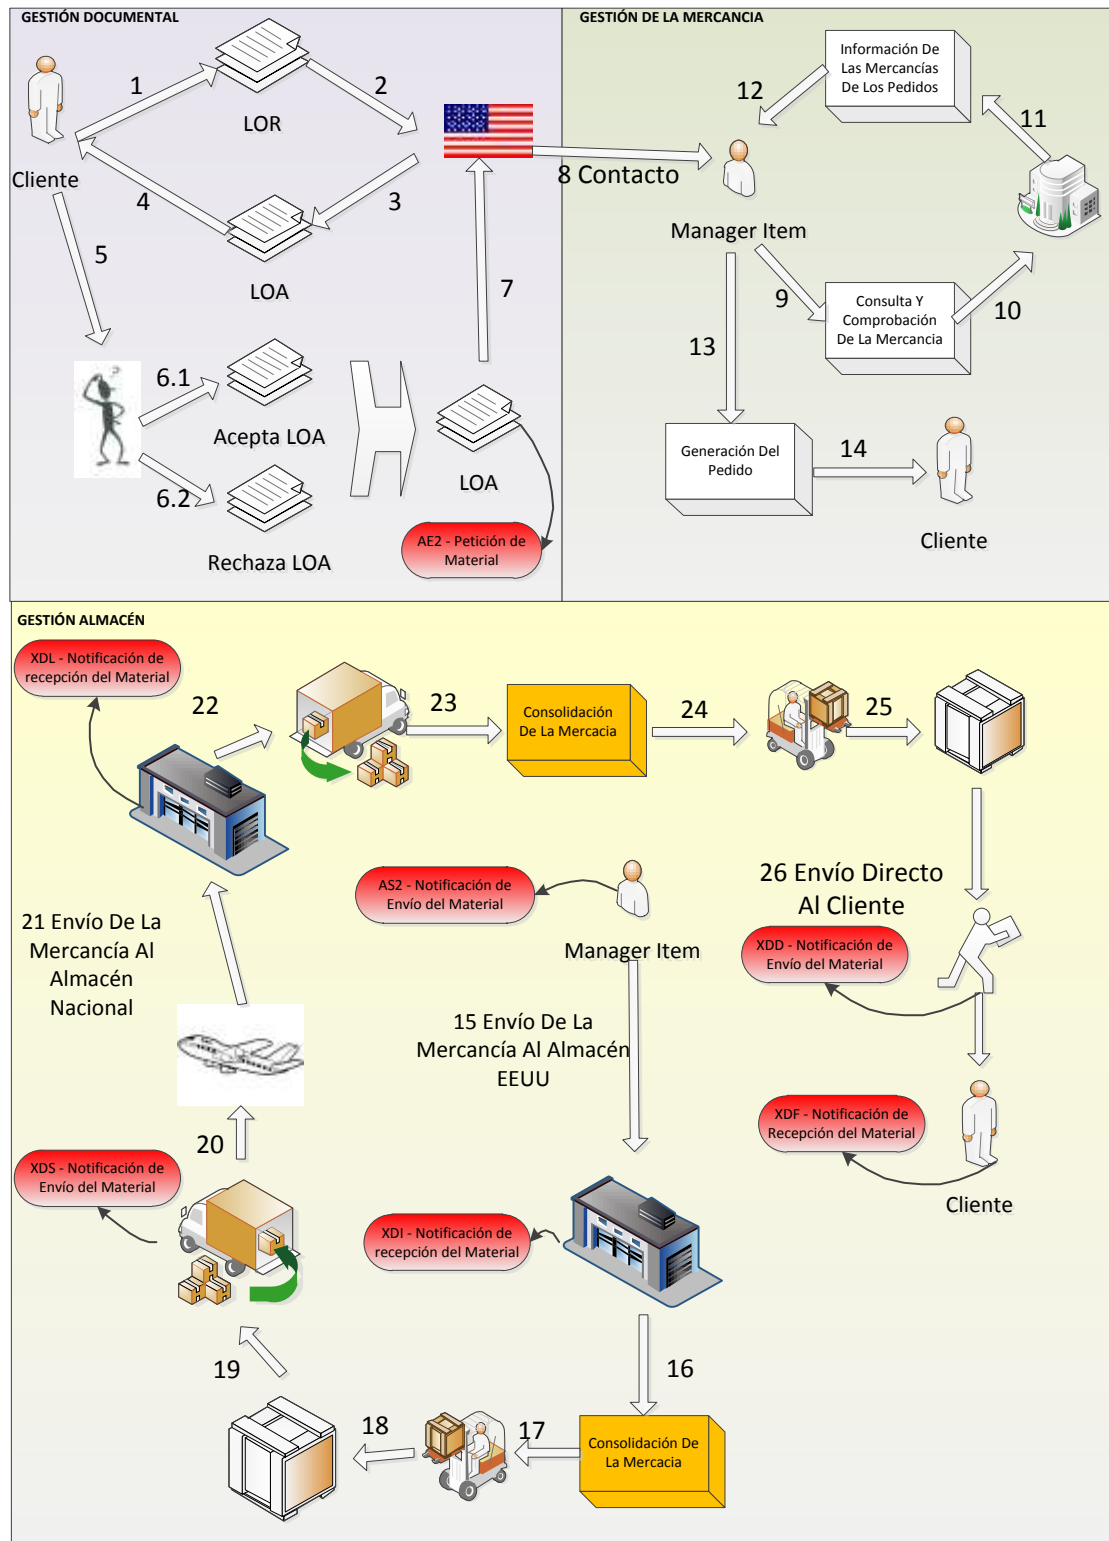 GESTIÓN DOCUMENTAL
1
2
LOR
Cliente
4
3
LOA
5
7
6.1
Acepta LOA
6.2
Rechaza LOA
LOA
AE2 - Petición de
Material
GESTIÓN DE LA MERCANCIA
Información De
Las Mercancías
De Los Pedidos
12
11
8 Contacto
Manager Item
9
Consulta Y
Comprobación
De La Mercancia
10
13
Generación Del
Pedido
14
Cliente
GESTIÓN ALMACÉN
XDL - Notificación de
recepción del Material
22
23
Consolidación
De La Mercacia
24
25
21 Envío De La
Mercancía Al
Almacén
Nacional
AS2 - Notificación de
Envío del Material
Manager Item
26 Envío Directo
Al Cliente
XDD - Notificación de
Envío del Material
15 Envío De La
Mercancía Al Almacén
EEUU
XDF - Notificación de
Recepción del Material
Cliente
20
XDS - Notificación de
Envío del Material
XDI - Notificación de
recepción del Material
19
16
18
17
Consolidación De
La Mercacia